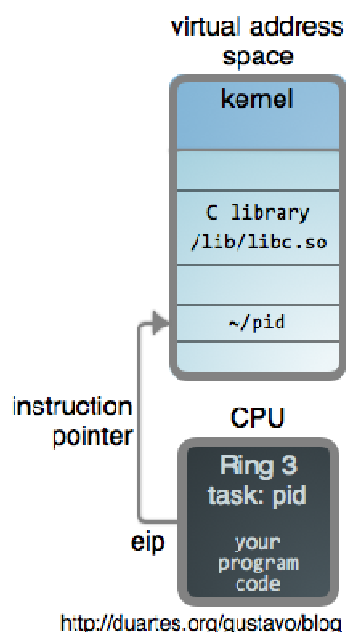 virtual address
space
kernel
C library
/lib/libc.so
~/pid
instruction
pointer
CPU
Ring 3
task: pid
eip
your
program
code
http://duartes.org/gustavo/blog